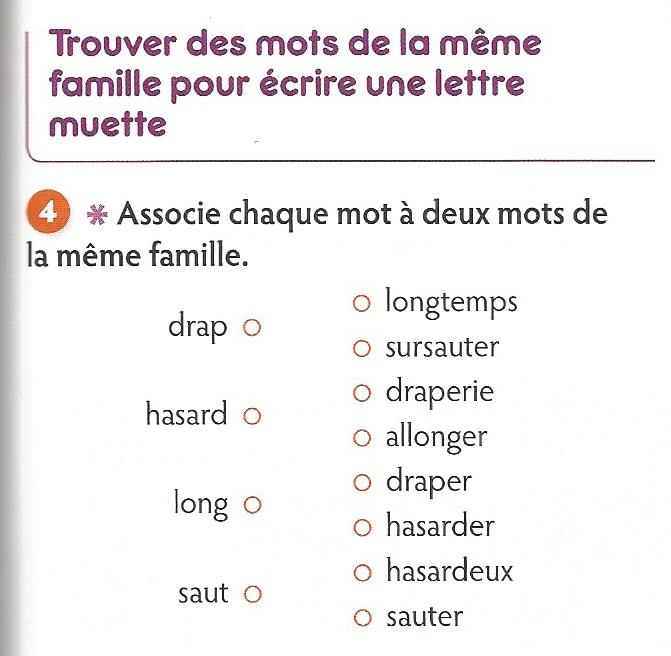 Trouver des mots de la même
famille pour écrire une lettre
muette
4 * Associe chaque mot à deux mots de
la même famille.
drap
hasard
long
saut
longtemps
sursauter
draperie
allonger
draper
hasarder
hasardeux
sauter